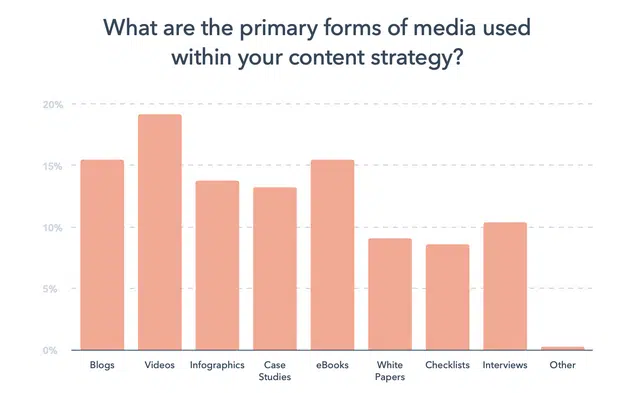 What are the primary forms of media used
within your content strategy?
20%
15%
10%
5%
0%
Blogs
Videos
Infographics
Case
Studies
eBooks
White
Papers
Checklists
Interviews
Other